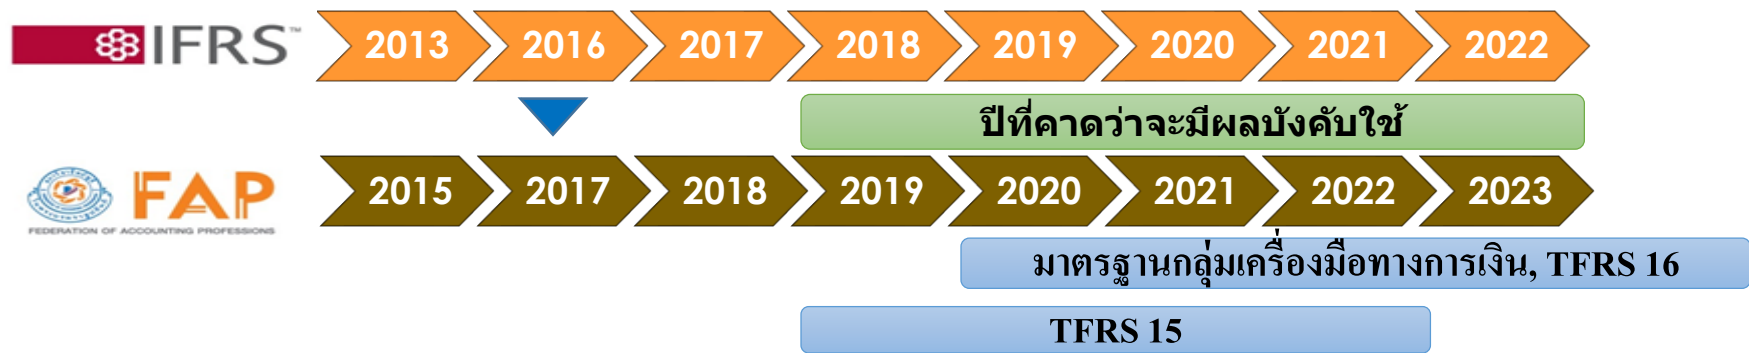 IFRS™ 2013 2016 2017 2018 2019 2020 2021 2022
ปีที่คาดว่าจะมีผลบังคับใช้
FAP 2015 2017 2018 2019 2020 2021 2022 2023
FEDERATION OF ACCOUNTING PROFESSIONS
มาตรฐานกลุ่มเครื่องมือทางการเงิน, TFRS 16
TFRS 15